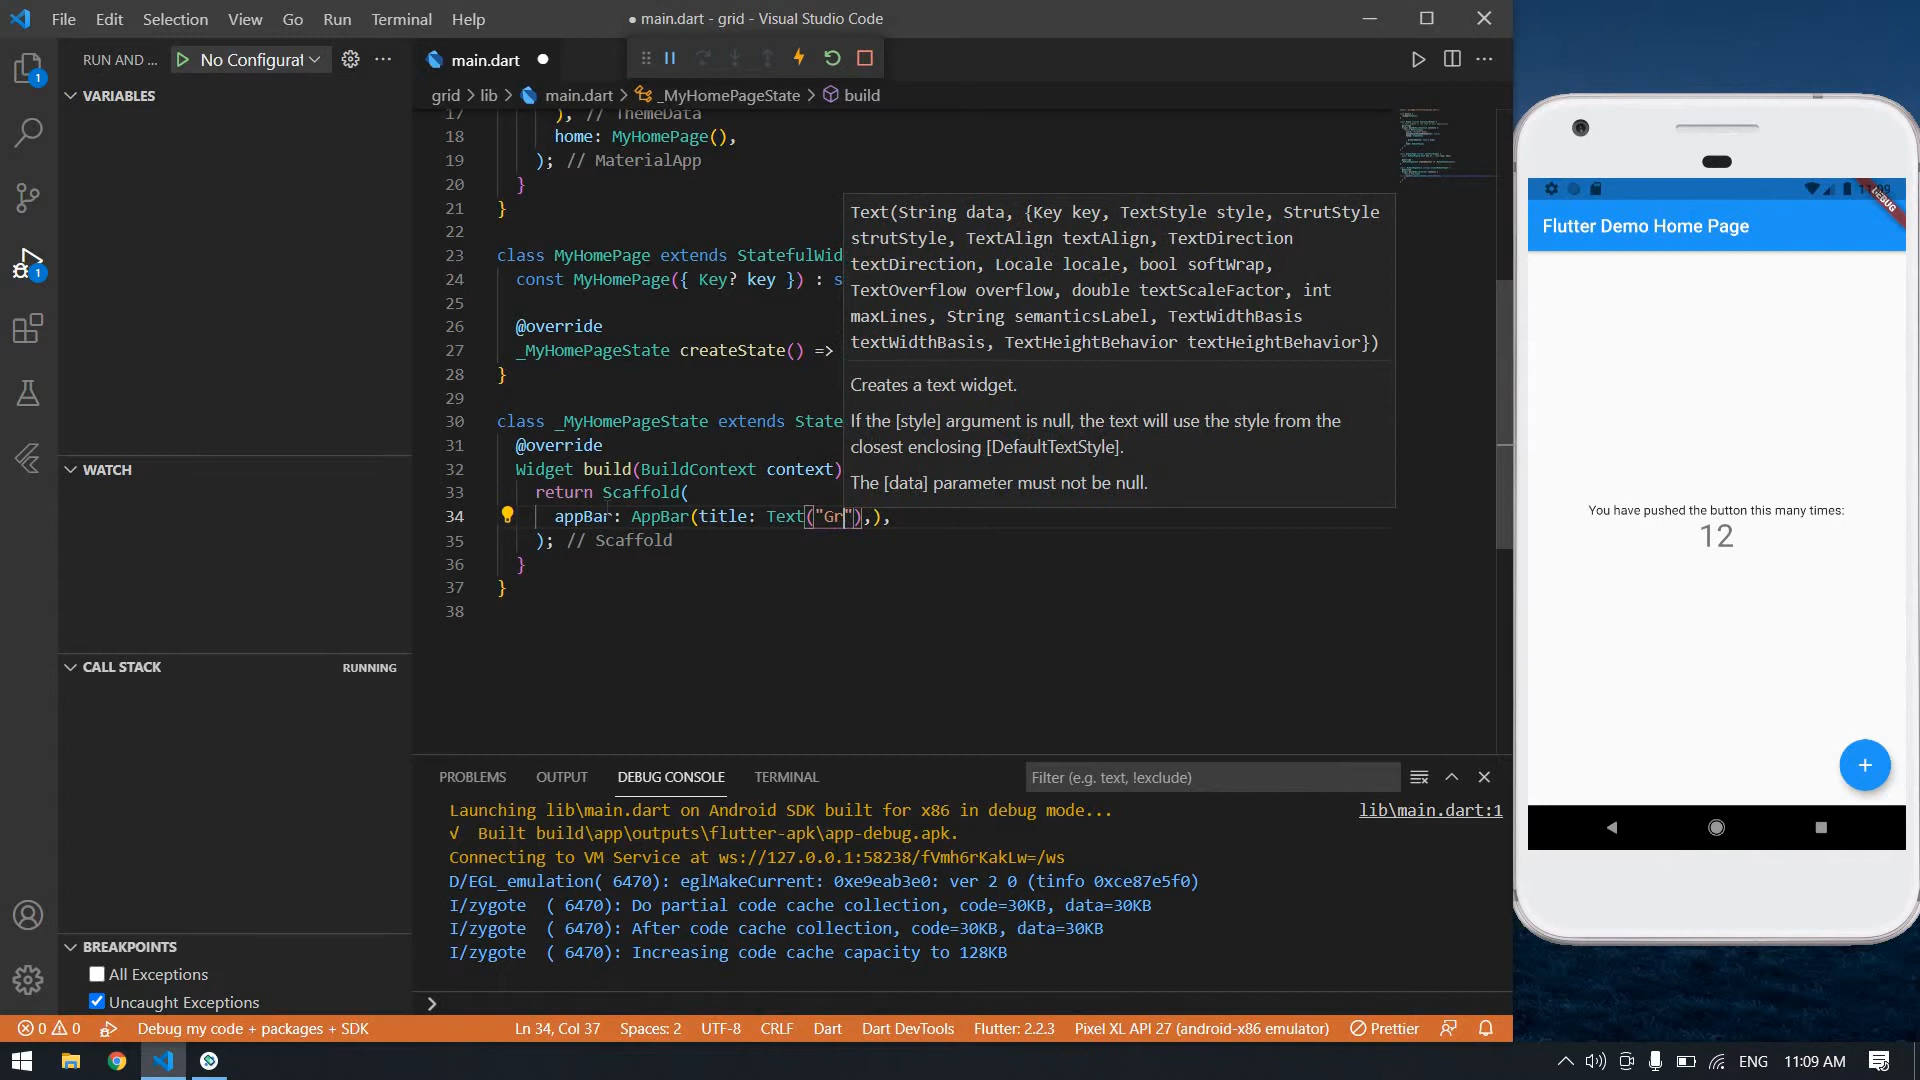 File Edit Selection View Go Run Terminal Help
● main.dart - grid - Visual Studio Code
RUN AND ... No Configurat
main.dart
grid > lib > main.dart > _MyHomePageState > build
VARIABLES
WATCH
CALL STACK RUNNING
BREAKPOINTS
All Exceptions
Uncaught Exceptions
17 ), // ThemeData
18 home: MyHomePage(),
19 ); // MaterialApp
20 }
21 }
22
23 class MyHomePage extends StatefulWid
24 const MyHomePage({ Key? key }) : s
25
26 @override
27 _MyHomePageState createState() =>
28 }
29
30 class _MyHomePageState extends State
31 @override
32 Widget build(BuildContext context)
33 return Scaffold(
34 appBar: AppBar(title: Text("Gr"),),
35 ); // Scaffold
36 }
37 }
38
Text(String data, {Key key, TextStyle style, StrutStyle
strutStyle, TextAlign textAlign, TextDirection
textDirection, Locale locale, bool softWrap,
TextOverflow overflow, double textScaleFactor, int
maxLines, String semanticsLabel, TextWidthBasis
textWidthBasis, TextHeightBehavior textHeightBehavior})
Creates a text widget.
If the [style] argument is null, the text will use the style from the
closest enclosing [DefaultTextStyle].
The [data] parameter must not be null.
PROBLEMS OUTPUT DEBUG CONSOLE TERMINAL
Filter (e.g. text, !exclude)
Launching lib\main.dart on Android SDK built for x86 in debug mode... lib\main.dart:1
√ Built build\app\outputs\flutter-apk\app-debug.apk.
Connecting to VM Service at ws://127.0.0.1:58238/fVmh6rKakLw=/ws
D/EGL_emulation( 6470): eglMakeCurrent: 0xe9eab3e0: ver 2 0 (tinfo 0xce87e5f0)
I/zygote ( 6470): Do partial code cache collection, code=30KB, data=30KB
I/zygote ( 6470): After code cache collection, code=30KB, data=30KB
I/zygote ( 6470): Increasing code cache capacity to 128KB
0 0 Debug my code + packages + SDK Ln 34, Col 37 Spaces: 2 UTF-8 CRLF Dart Dart DevTools Flutter: 2.2.3 Pixel XL API 27 (android-x86 emulator) Prettier
DEBUG
Flutter Demo Home Page
You have pushed the button this many times:
12
+
1
1
ENG 11:09 AM